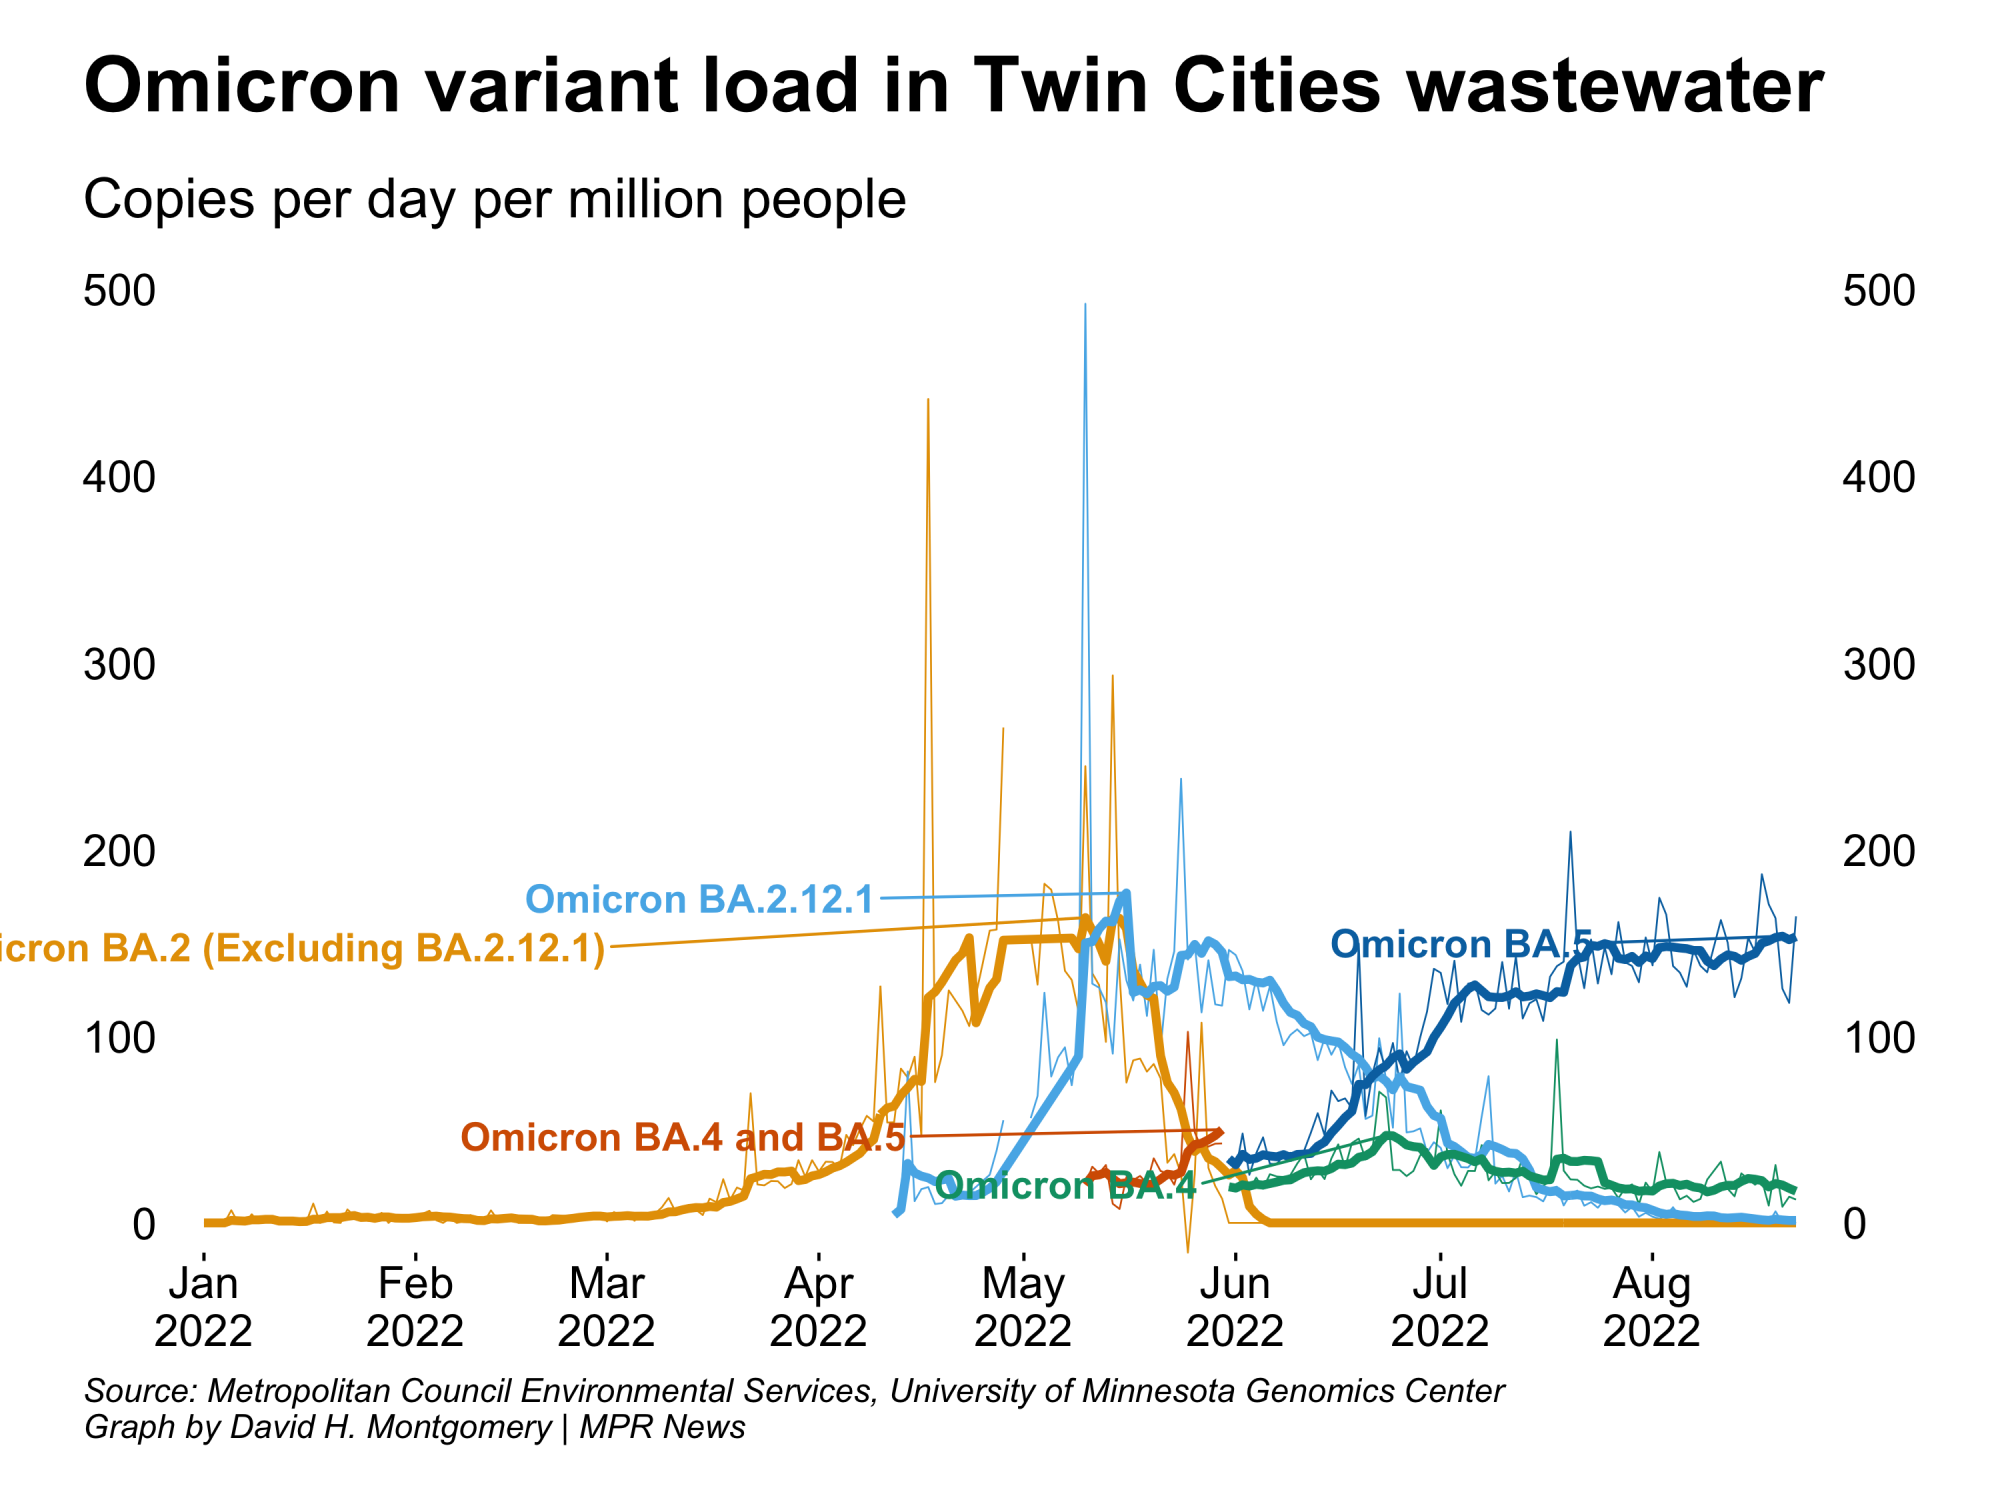 Omicron variant load in Twin Cities wastewater
Copies per day per million people
500 500
400 400
300 300
200 200
100 100
0 0
Omicron BA.2.12.1
icron BA.2 (Excluding BA.2.12.1)
Omicron BA.5
Omicron BA.4 and BA.5
Omicron BA.4
Jan Feb Mar Apr May Jun Jul Aug
2022 2022 2022 2022 2022 2022 2022 2022
Source: Metropolitan Council Environmental Services, University of Minnesota Genomics Center
Graph by David H. Montgomery | MPR News